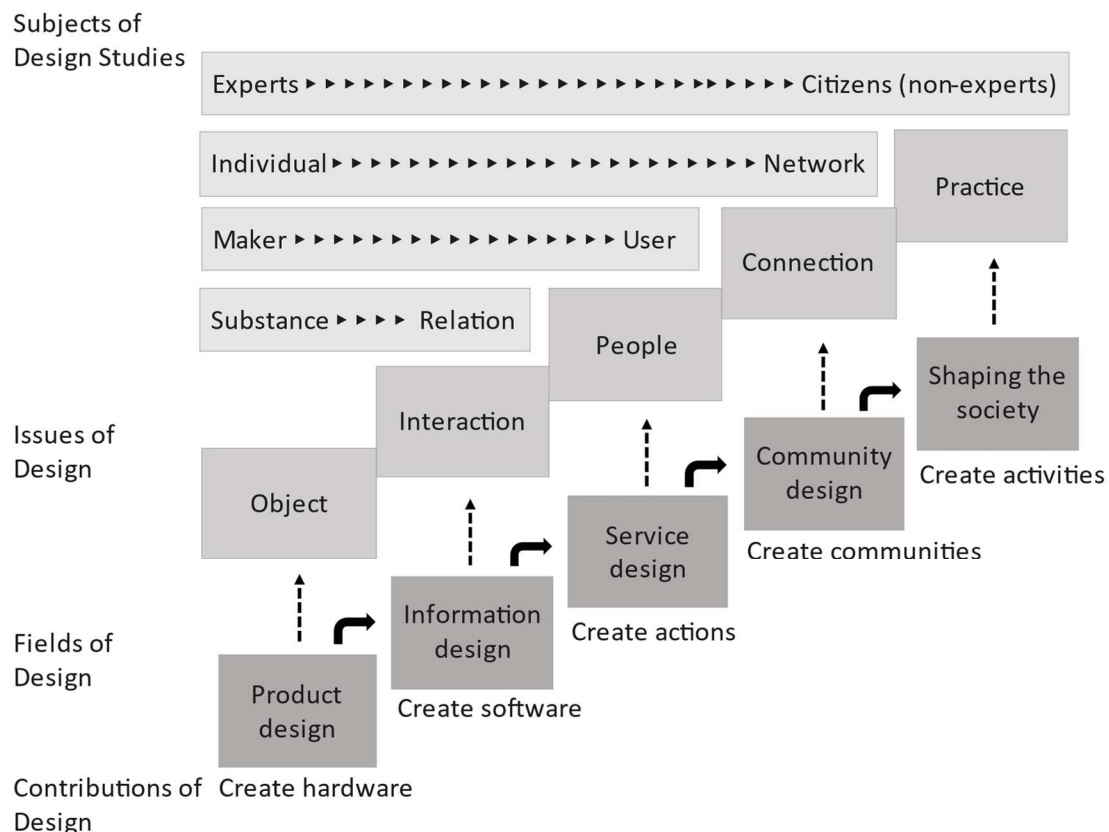 Subjects of
Design Studies
Experts
Citizens (non-experts)
Individual
Network
Practice
Maker
User
Connection
Substance
Relation
People
Shaping the
society
Interaction
Issues of
Design
Community
design
Create activities
Object
Service
design
Create communities
Information
design
Create actions
Fields of
Design
Product
design
Create software
Contributions of
Design
Create hardware